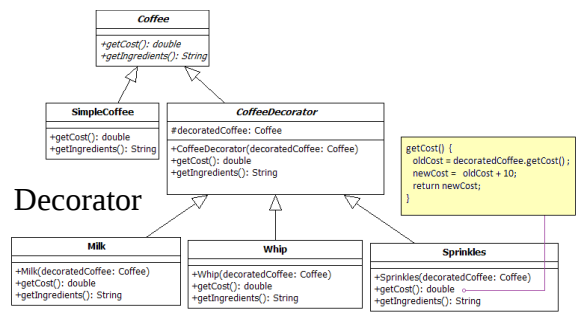 Coffee
+getCost(): double
+getIngredients(): String
SimpleCoffee
+getCost(): double
+getIngredients(): String
CoffeeDecorator
#decoratedCoffee: Coffee
+CoffeeDecorator(decoratedCoffee: Coffee)
+getCost(): double
+getIngredients(): String
getCost() {
oldCost = decoratedCoffee.getCost() ;
newCost = oldCost + 10;
return newCost;
}
Decorator
Milk
+Milk(decoratedCoffee: Coffee)
+getCost(): double
+getIngredients(): String
Whip
+Whip(decoratedCoffee: Coffee)
+getCost(): double
+getIngredients(): String
Sprinkles
+Sprinkles(decoratedCoffee: Coffee)
+getCost(): double
+getIngredients(): String